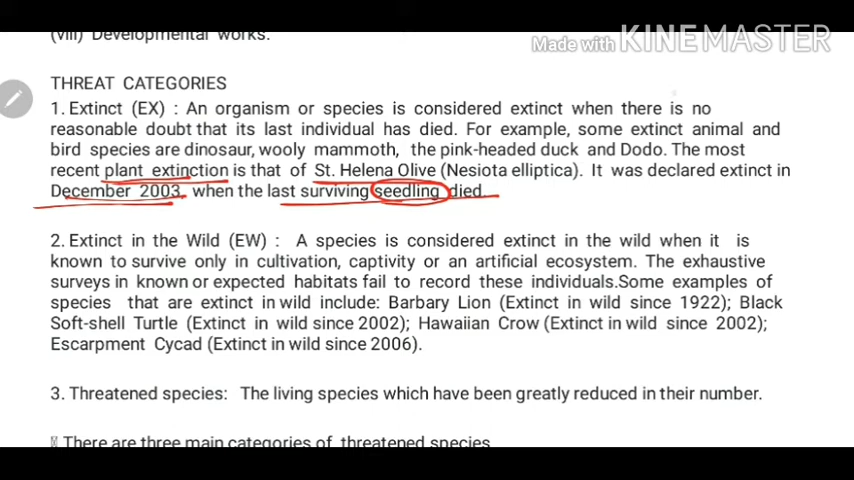 (viii) Developmental works.
Made with KINEMASTER
THREAT CATEGORIES
1. Extinct (EX) : An organism or species is considered extinct when there is no
reasonable doubt that its last individual has died. For example, some extinct animal and
bird species are dinosaur, wooly mammoth, the pink-headed duck and Dodo. The most
recent plant extinction is that of St. Helena Olive (Nesiota elliptica). It was declared extinct in
December 2003, when the last surviving seedling died.
2. Extinct in the Wild (EW) : A species is considered extinct in the wild when it is
known to survive only in cultivation, captivity or an artificial ecosystem. The exhaustive
surveys in known or expected habitats fail to record these individuals.Some examples of
species that are extinct in wild include: Barbary Lion (Extinct in wild since 1922); Black
Soft-shell Turtle (Extinct in wild since 2002); Hawaiian Crow (Extinct in wild since 2002);
Escarpment Cycad (Extinct in wild since 2006).
3. Threatened species: The living species which have been greatly reduced in their number.
There are three main categories of threatened species